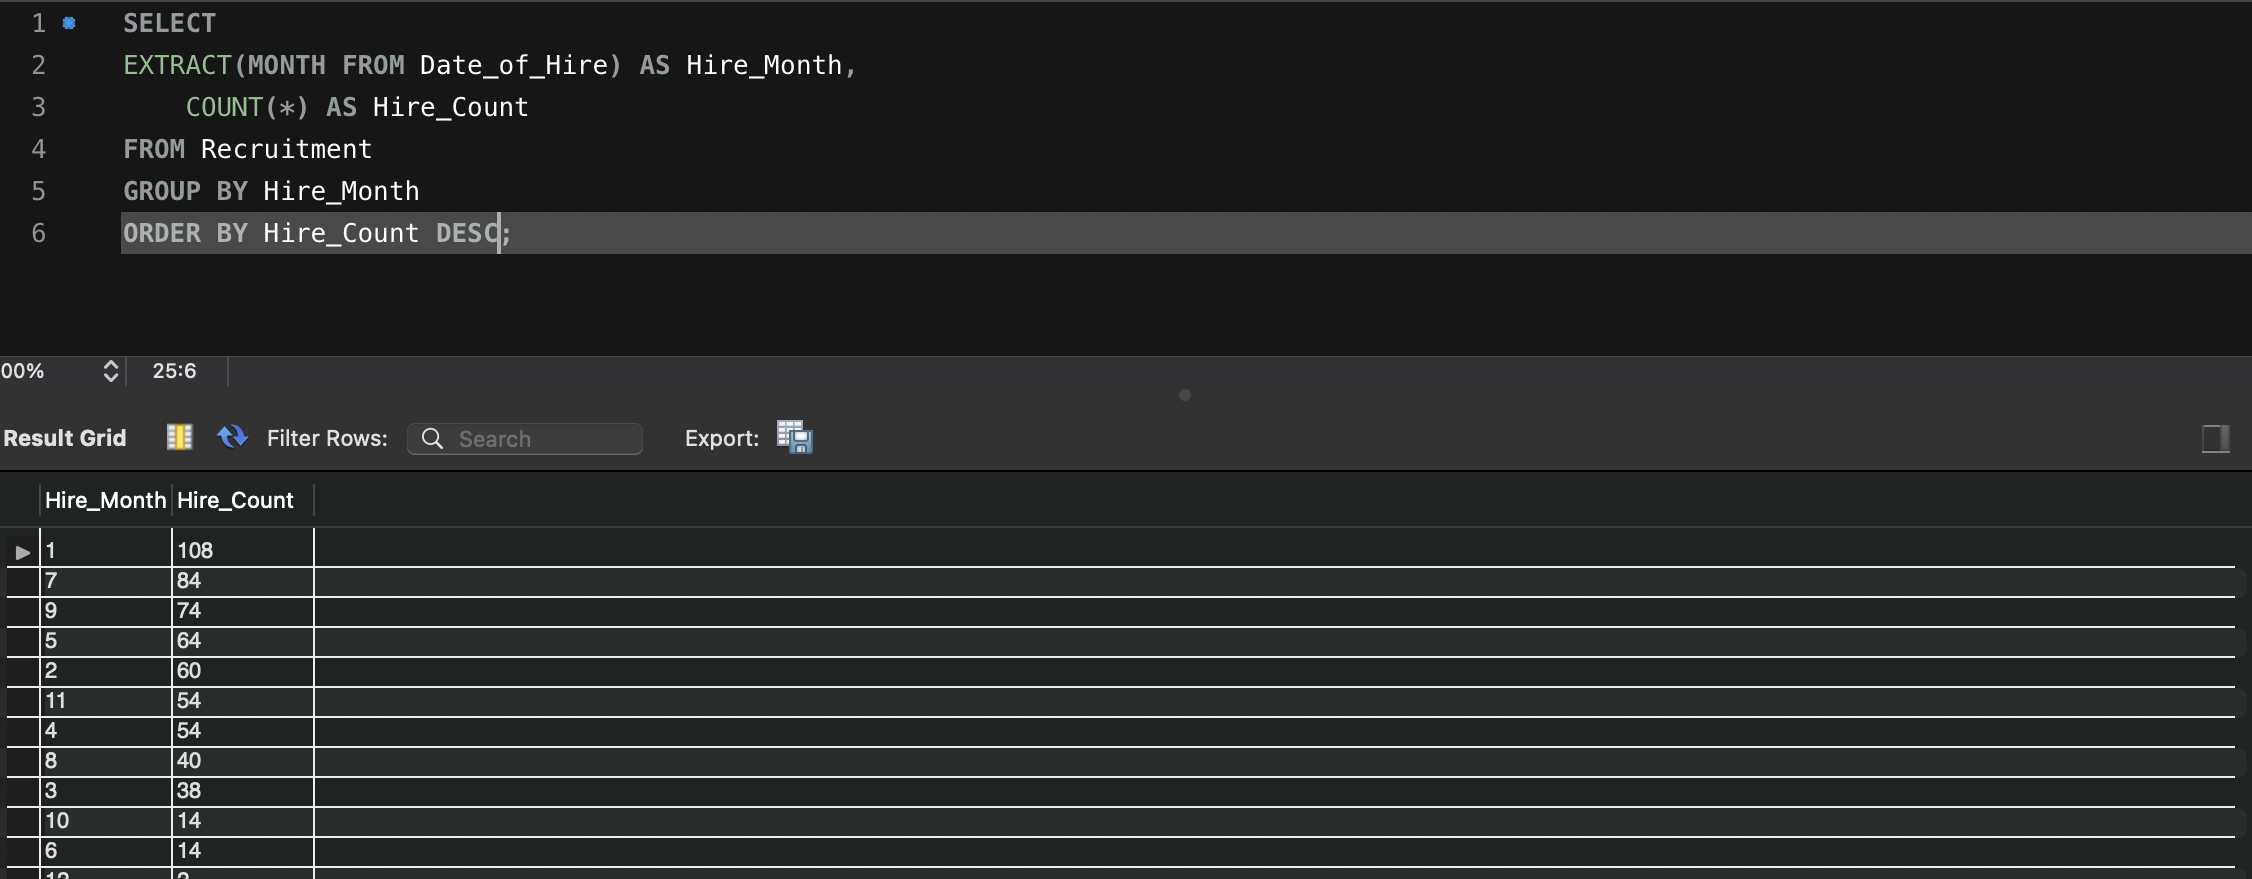 1 SELECT
2 EXTRACT(MONTH FROM Date_of_Hire) AS Hire_Month,
3 COUNT(*) AS Hire_Count
4 FROM Recruitment
5 GROUP BY Hire_Month
6 ORDER BY Hire_Count DESC;
00% 25:6
Result Grid Filter Rows: Search Export:
Hire_Month Hire_Count
1 108
7 84
9 74
5 64
2 60
11 54
4 54
8 40
3 38
10 14
6 14